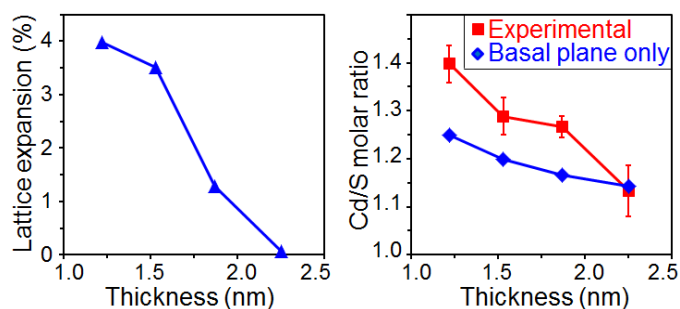 Lattice expansion (%)
4
3
2
1
0
1.0 1.5 2.0 2.5
Thickness (nm)
Experimental
Basal plane only
Cd/S molar ratio
1.4
1.3
1.2
1.1
1.0
1.0 1.5 2.0 2.5
Thickness (nm)